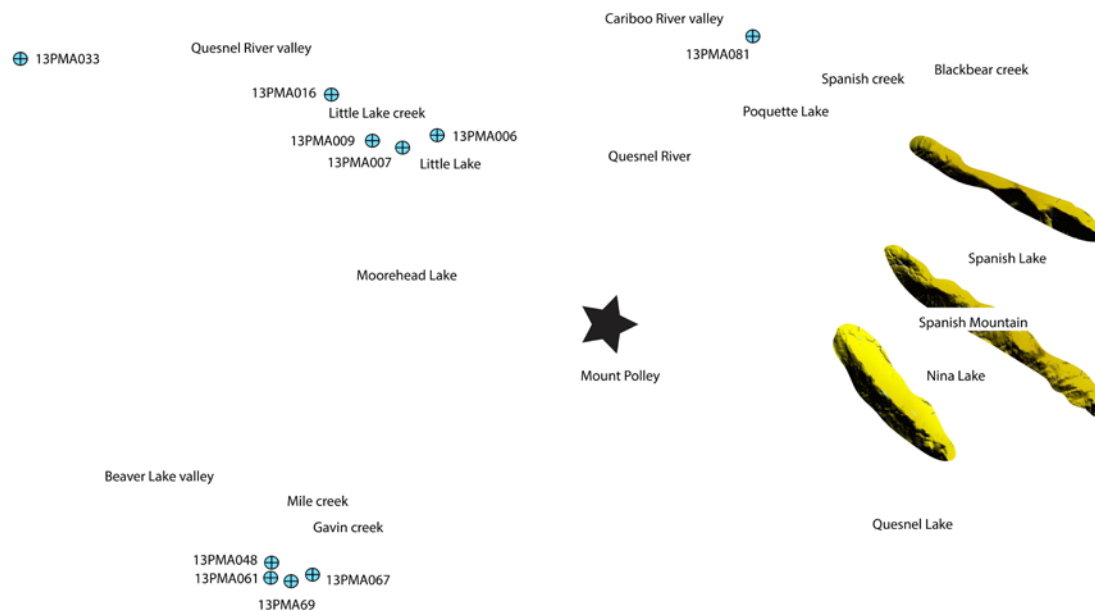 Cariboo River valley
Quesnel River valley
13PMA081
13PMA033
Blackbear creek
Spanish creek
13PMA016
Little Lake creek
Poquette Lake
13PMA009
13PMA006
13PMA007
Little Lake
Quesnel River
Spanish Lake
Moorehead Lake
Spanish Mountain
Mount Polley
Nina Lake
Beaver Lake valley
Mile creek
Gavin creek
Quesnel Lake
13PMA048
13PMA061
13PMA067
13PMA69